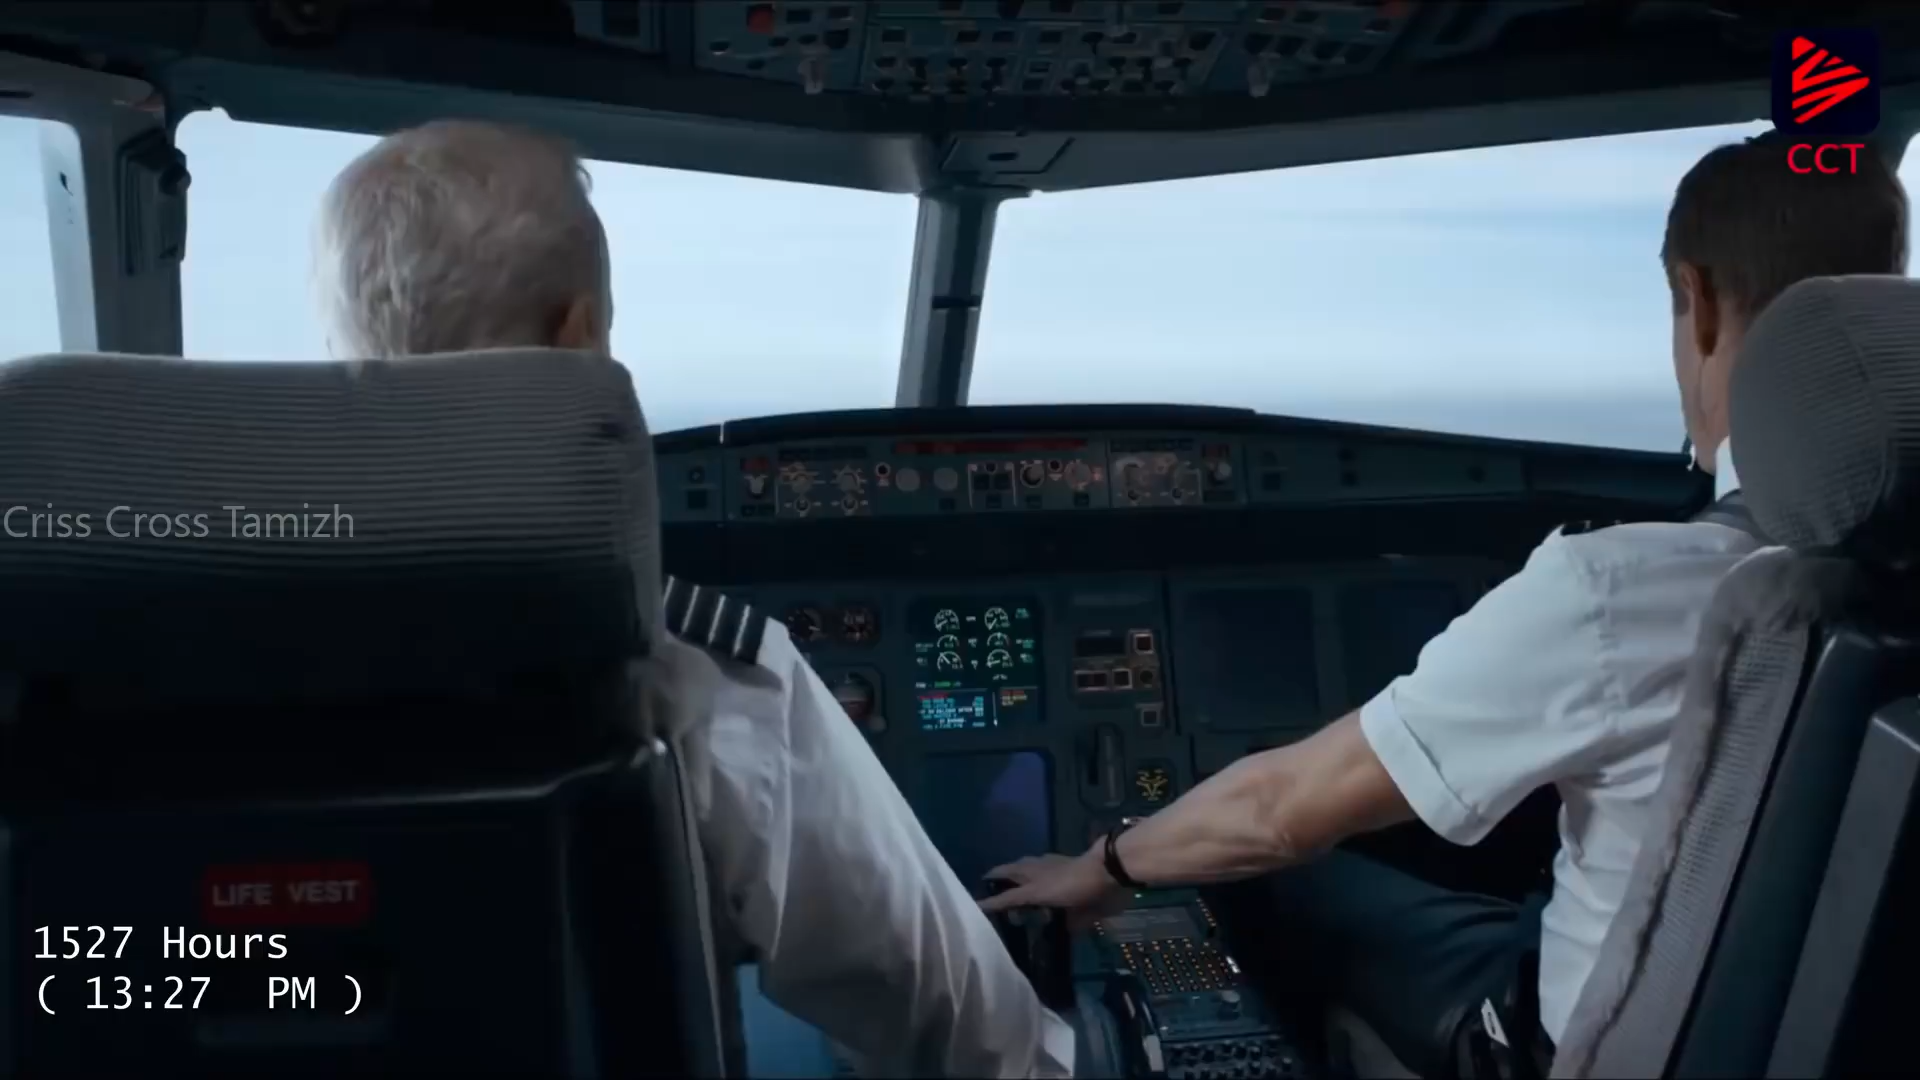 CCT
Criss Cross Tamizh
LIFE VEST
1527 Hours
( 13:27 PM )